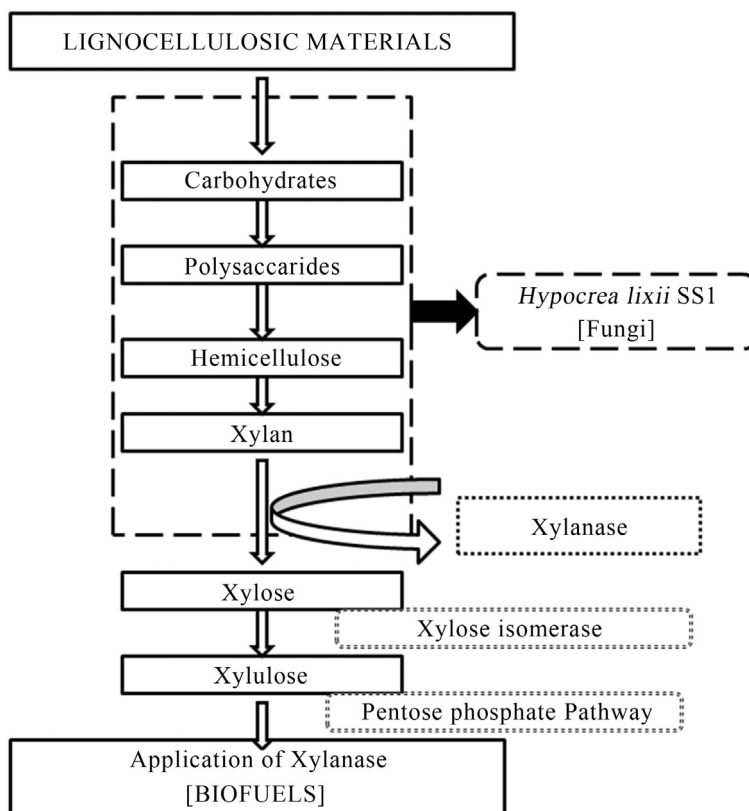 LIGNOCELLULOSIC MATERIALS
Carbohydrates
Polysaccarides
Hypocrea lixii SS1
[Fungi]
Hemicellulose
Xylan
Xylanase
Xylose
Xylose isomerase
Xylulose
Pentose phosphate Pathway
Application of Xylanase
[BIOFUELS]